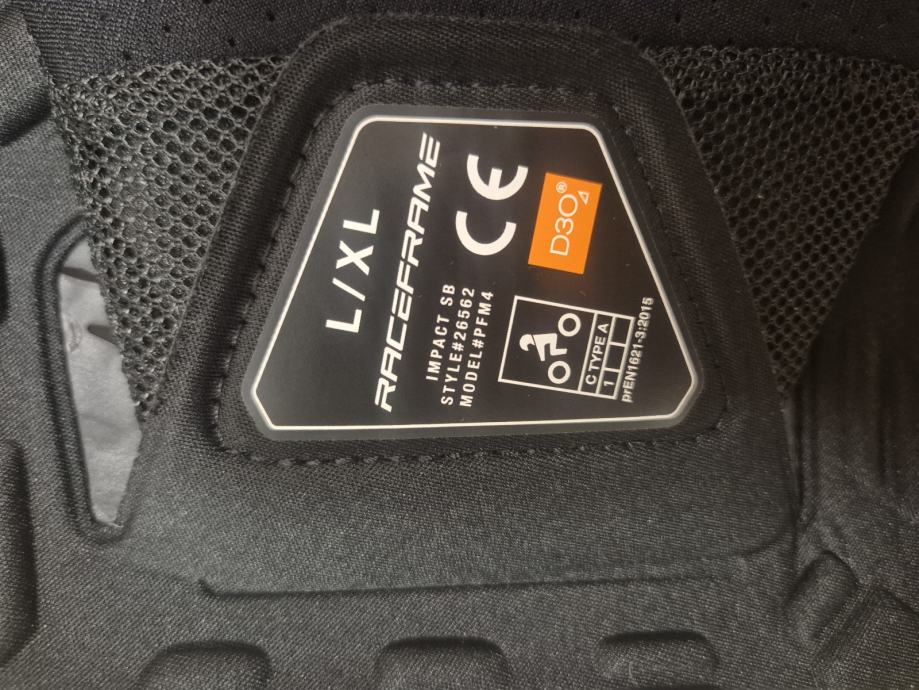 L/XL
RACEFRAME
IMPACT SB
STYLE#26562
MODEL#PFM4
CE
D3O®
C TYPE A
1
prEN1621-3:2015